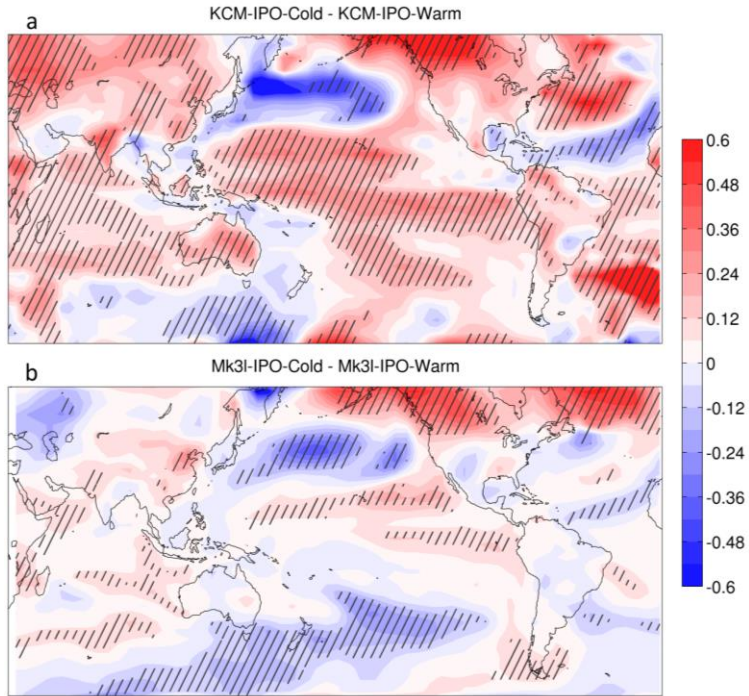 KCM-IPO-Cold - KCM-IPO-Warm
a
0.6
0.48
0.36
0.24
0.12
0
-0.12
-0.24
-0.36
-0.48
-0.6
Mk3l-IPO-Cold - Mk3l-IPO-Warm
b